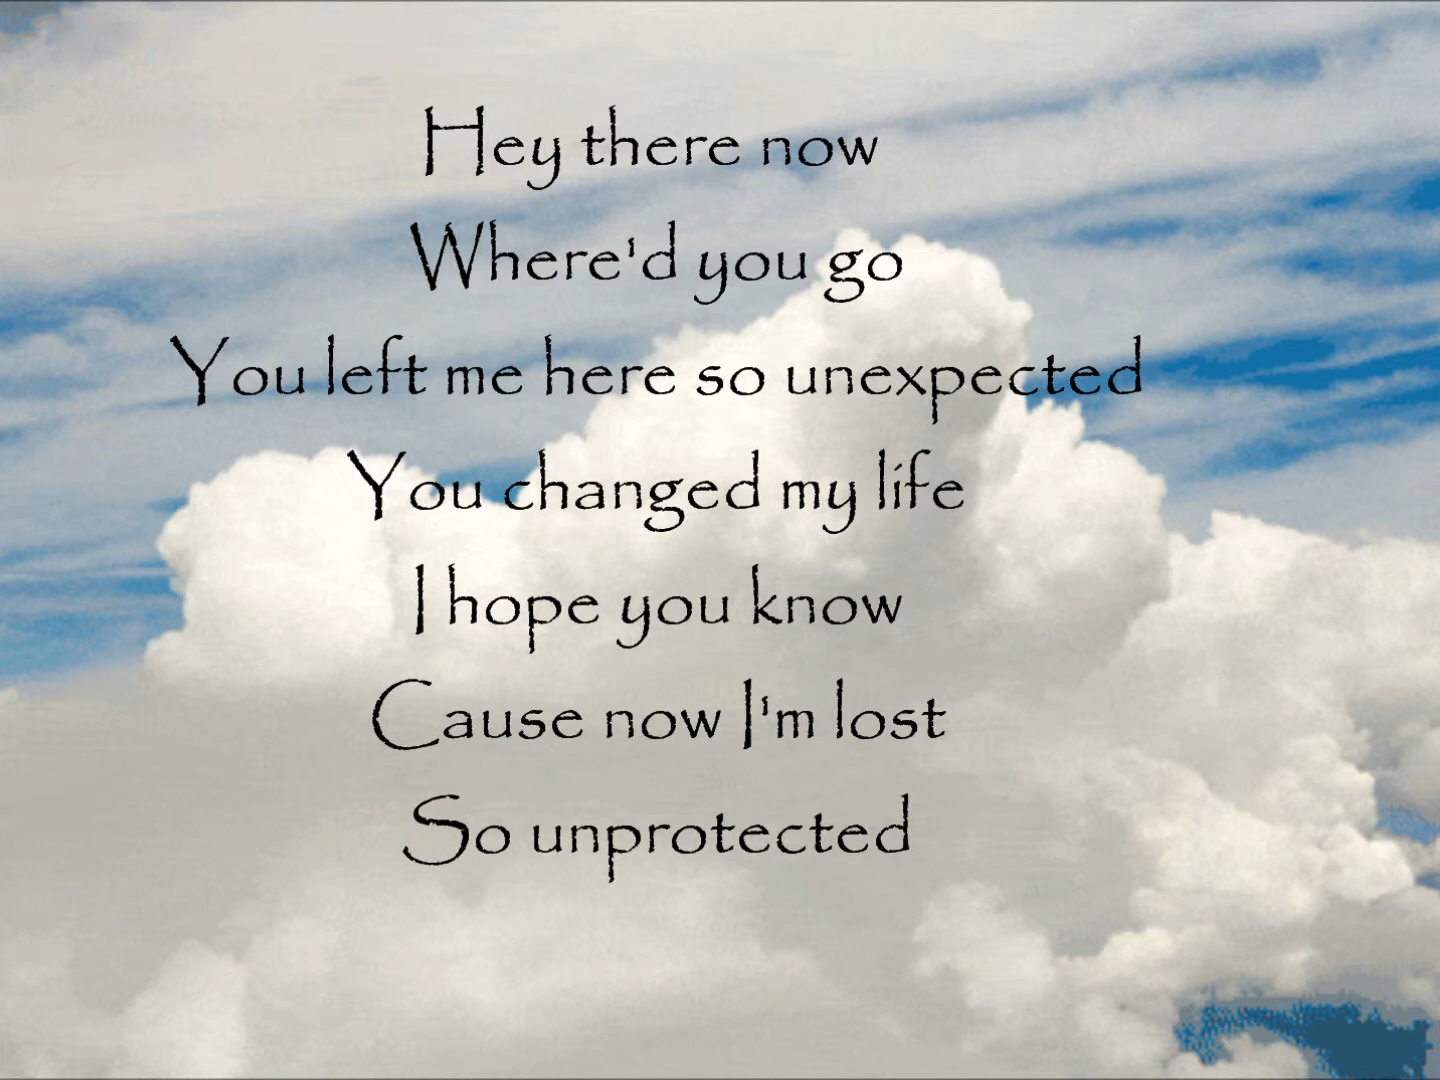 Hey there now
Where'd you go
You left me here so unexpected
You changed my life
I hope you know
Cause now I'm lost
So unprotected